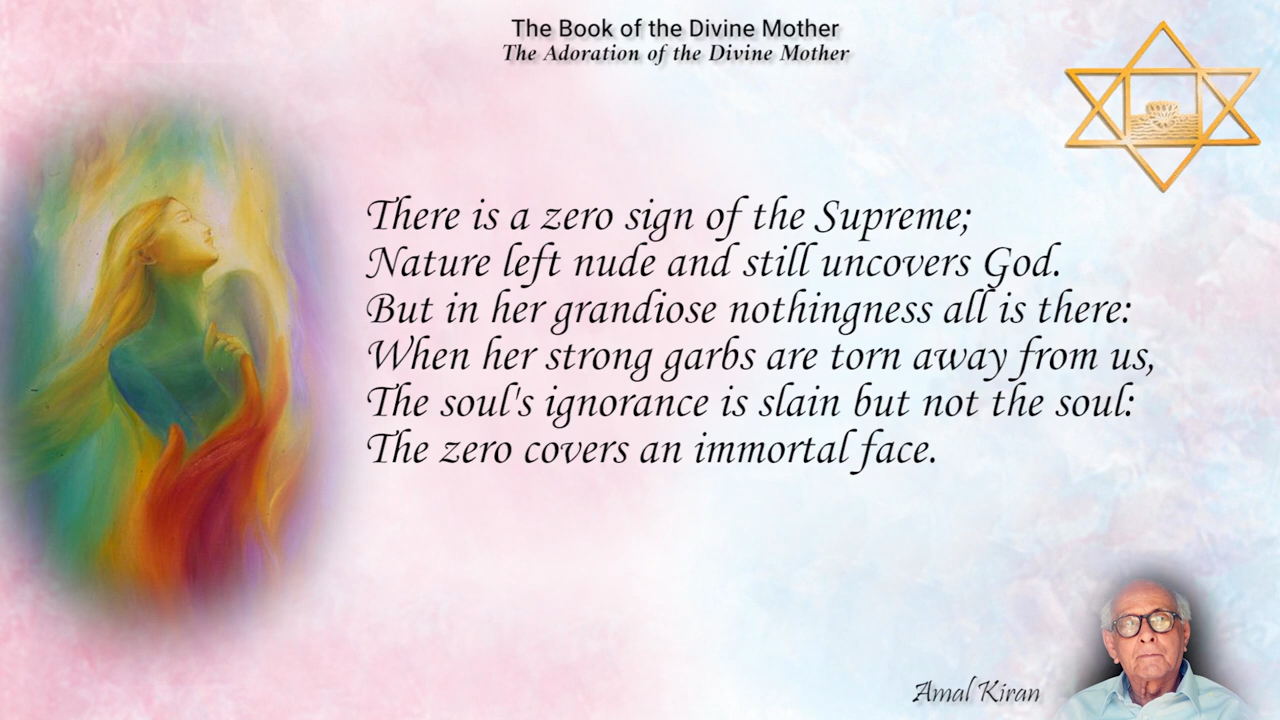 The Book of the Divine Mother
The Adoration of the Divine Mother
There is a zero sign of the Supreme;
Nature left nude and still uncovers God.
But in her grandiose nothingness all is there:
When her strong garbs are torn away from us,
The soul's ignorance is slain but not the soul:
The zero covers an immortal face.
Amal Kiran